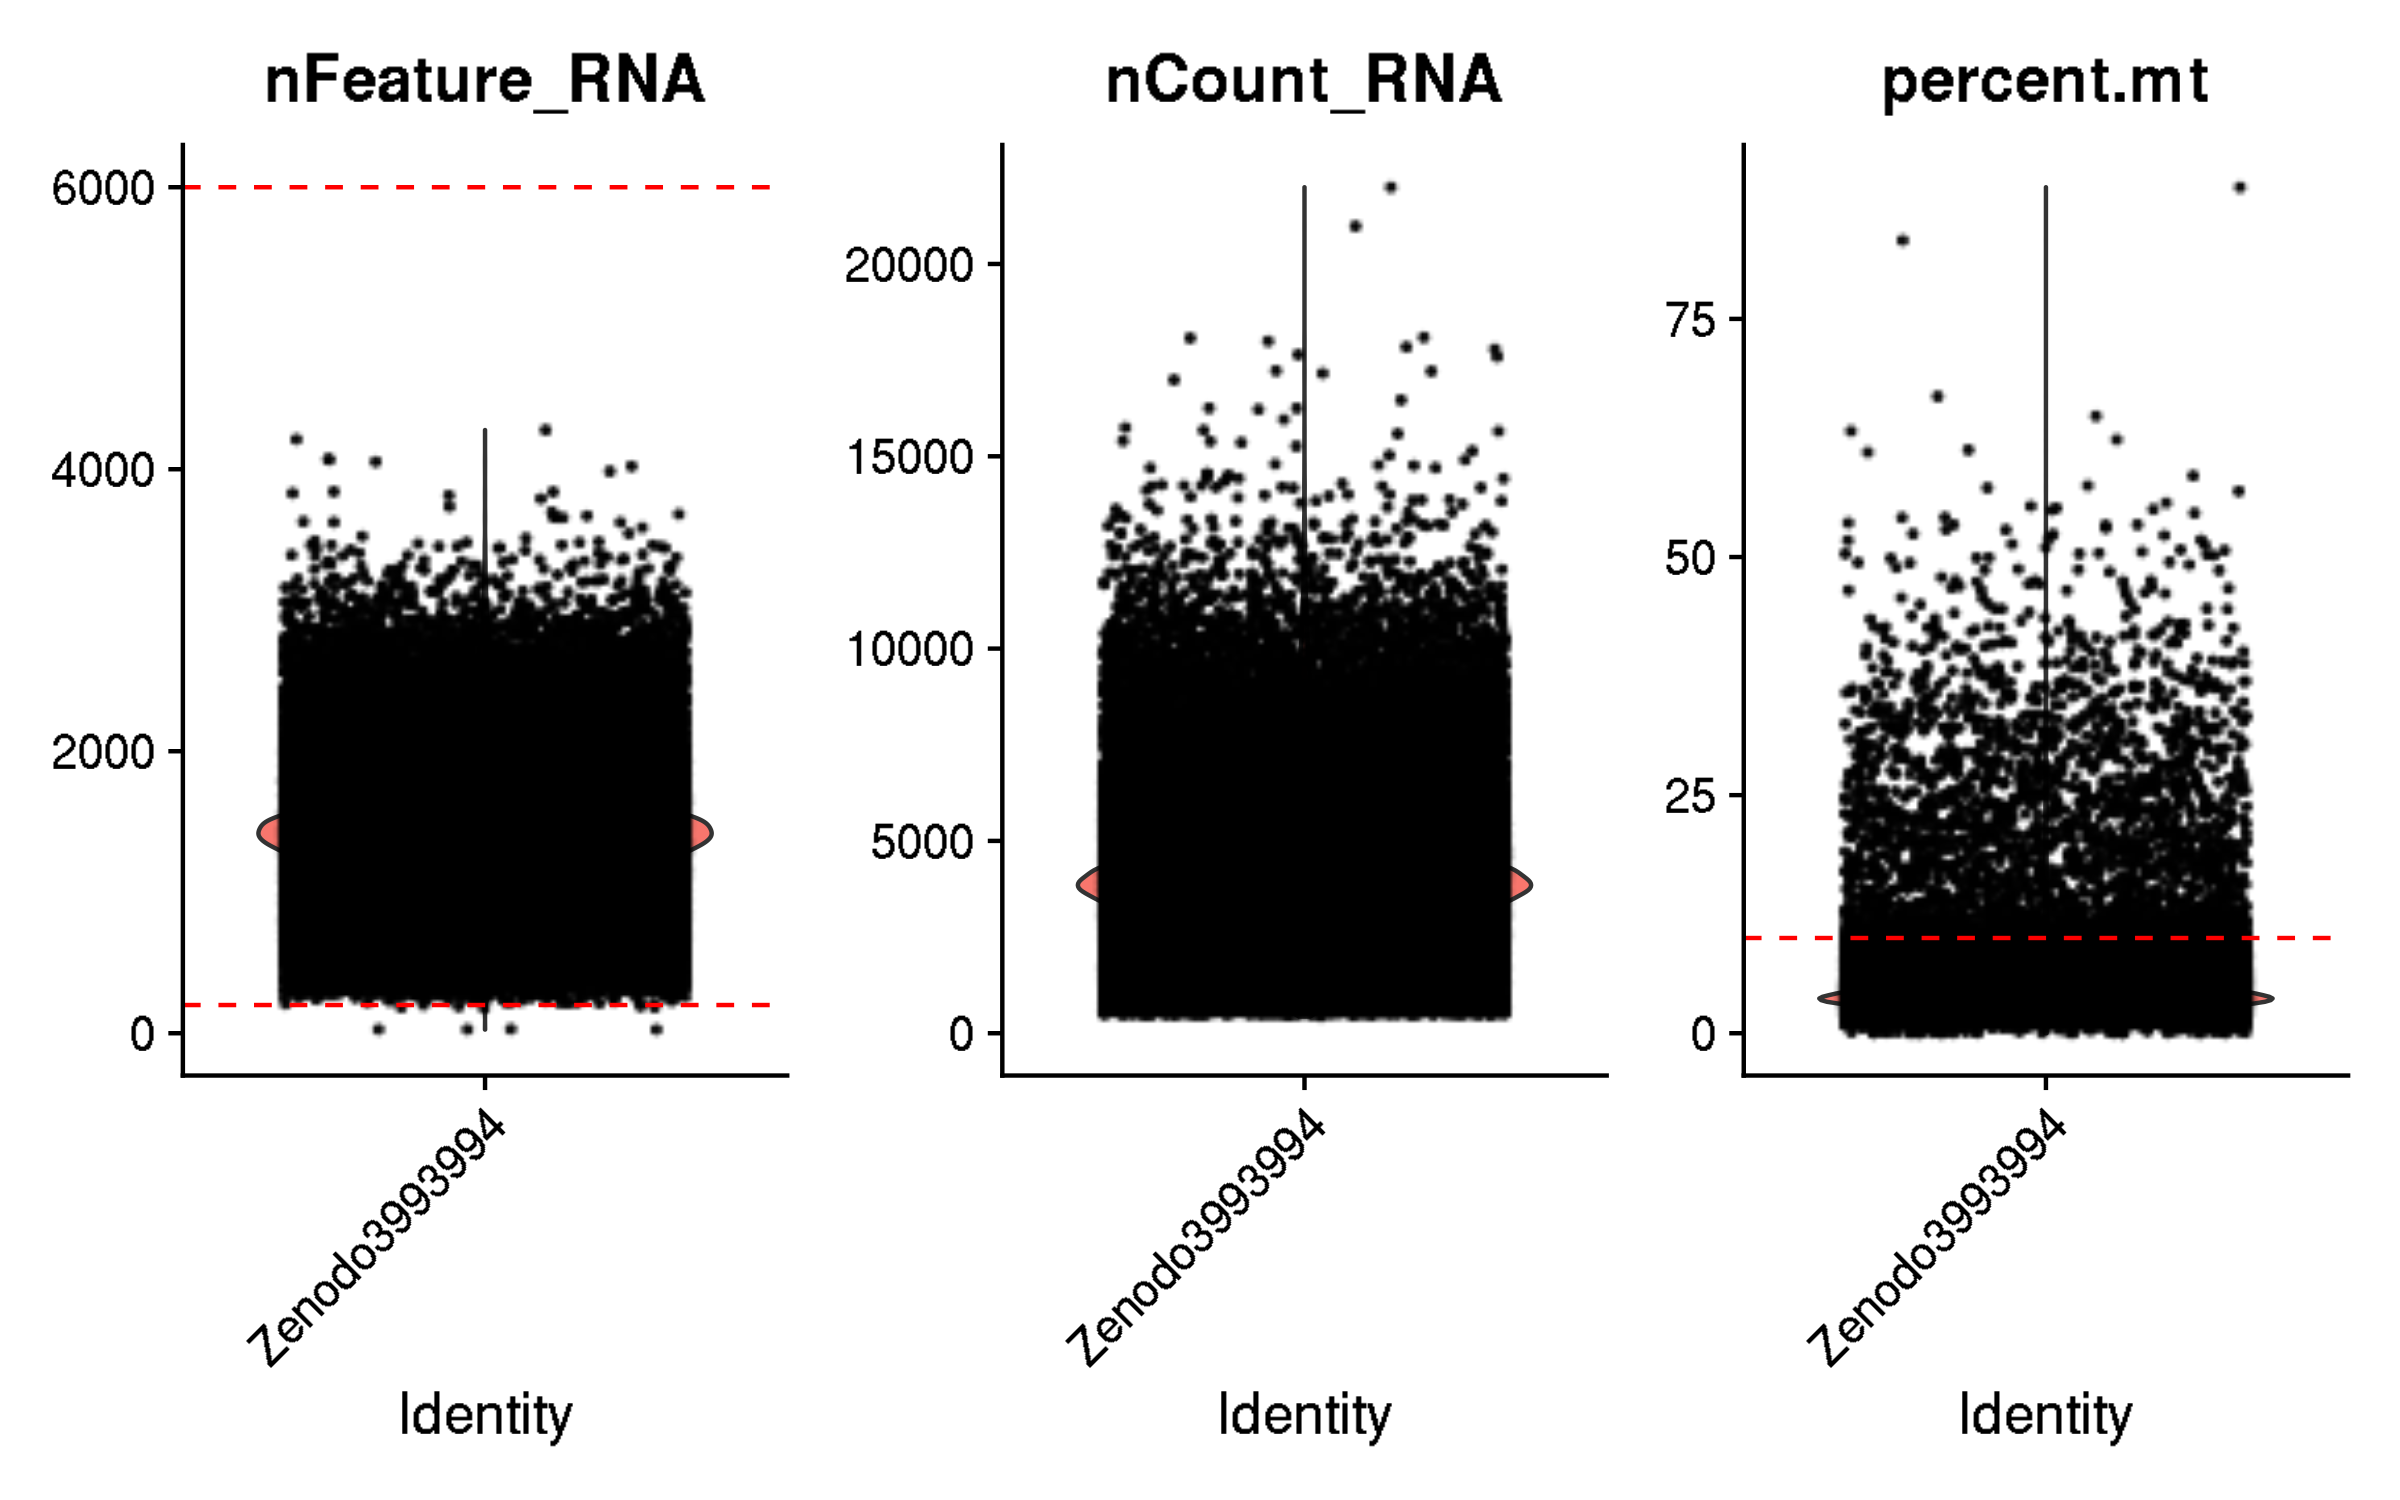 nFeature_RNA
6000
4000
2000
0
Zenodo3993994
Identity
nCount_RNA
20000
15000
10000
5000
0
Zenodo3993994
Identity
percent.mt
75
50
25
0
Zenodo3993994
Identity